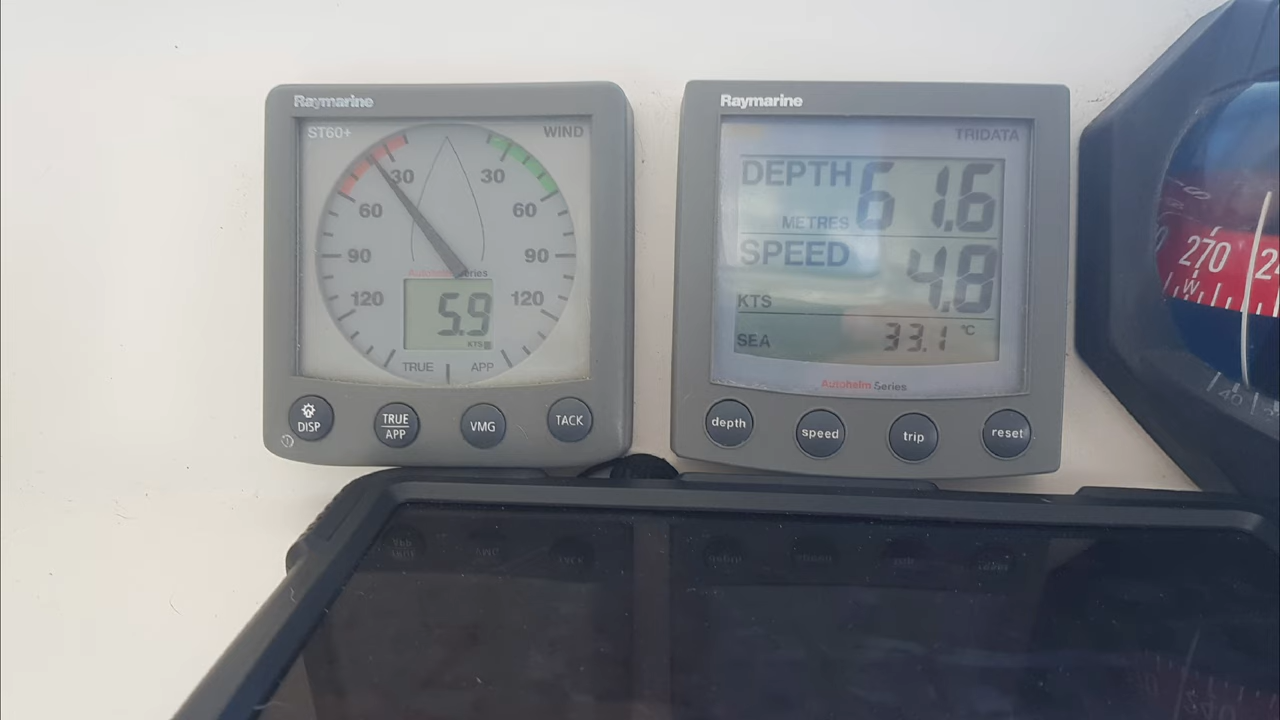 Raymarine
ST60+ WIND
30 30
60 60
90 90
120 120
Autohelm Series
5.9
KTS
TRUE APP
DISP
TRUE
APP
VMG
TACK
Raymarine
TRIDATA
DEPTH 61.6
METRES
SPEED 4.8
KTS
SEA 33.1 °C
Autohelm Series
depth
speed
trip
reset
270
W